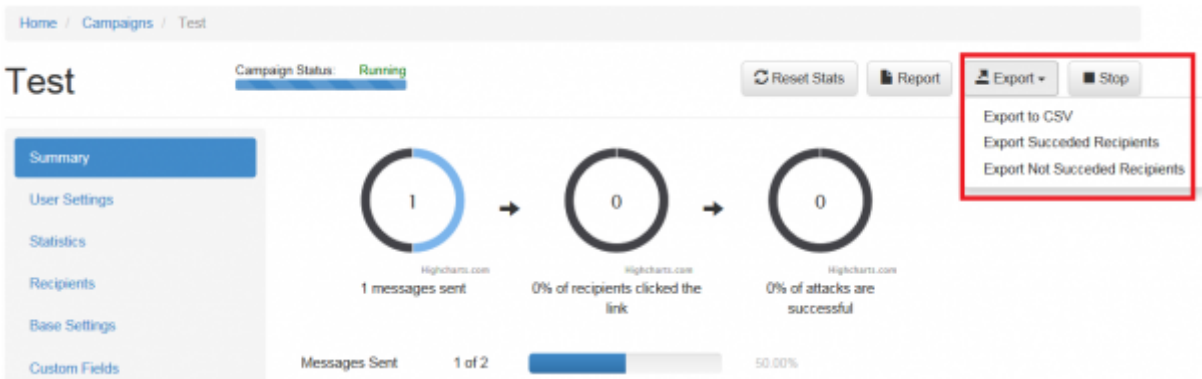 Home / Campaigns / Test
Test
Campaign Status: Running
Reset Stats
Report
Export
Stop
Export to CSV
Export Succeded Recipients
Export Not Succeded Recipients
Summary
User Settings
Statistics
Recipients
Base Settings
Custom Fields
1
0
0
Highcharts.com
Highcharts.com
Highcharts.com
1 messages sent
0% of recipients clicked the
link
0% of attacks are
successful
Messages Sent 1 of 2 50.00%